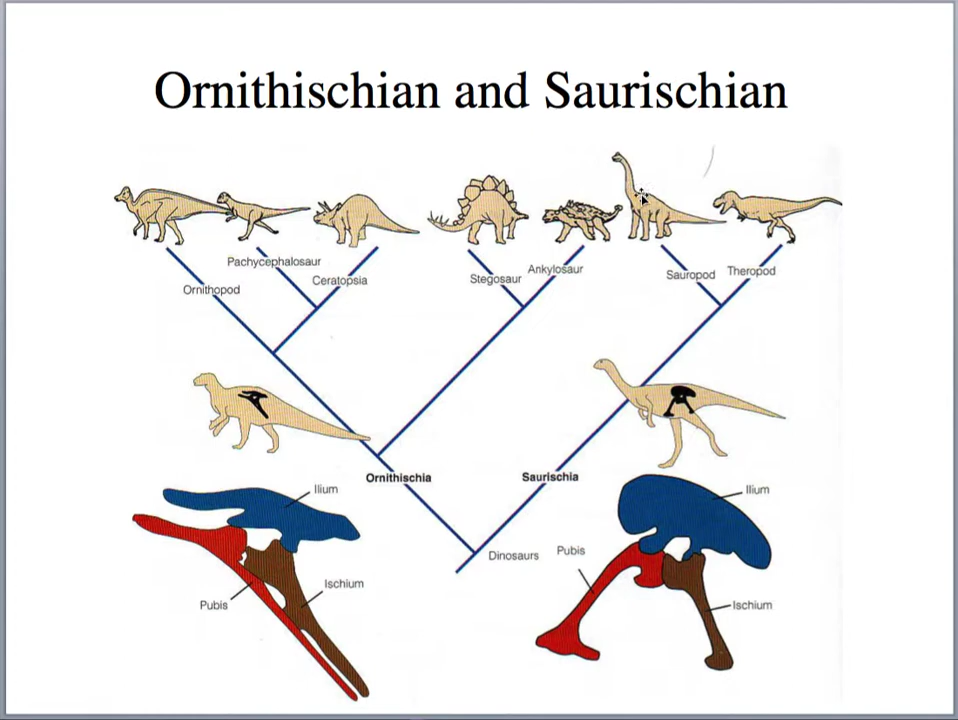 Ornithischian and Saurischian
Pachycephalosaur
Ceratopsia
Ornithopod
Stegosaur
Ankylosaur
Sauropod
Theropod
Ornithischia
Saurischia
Dinosaurs
Ilium
Ischium
Pubis
Ilium
Pubis
Ischium